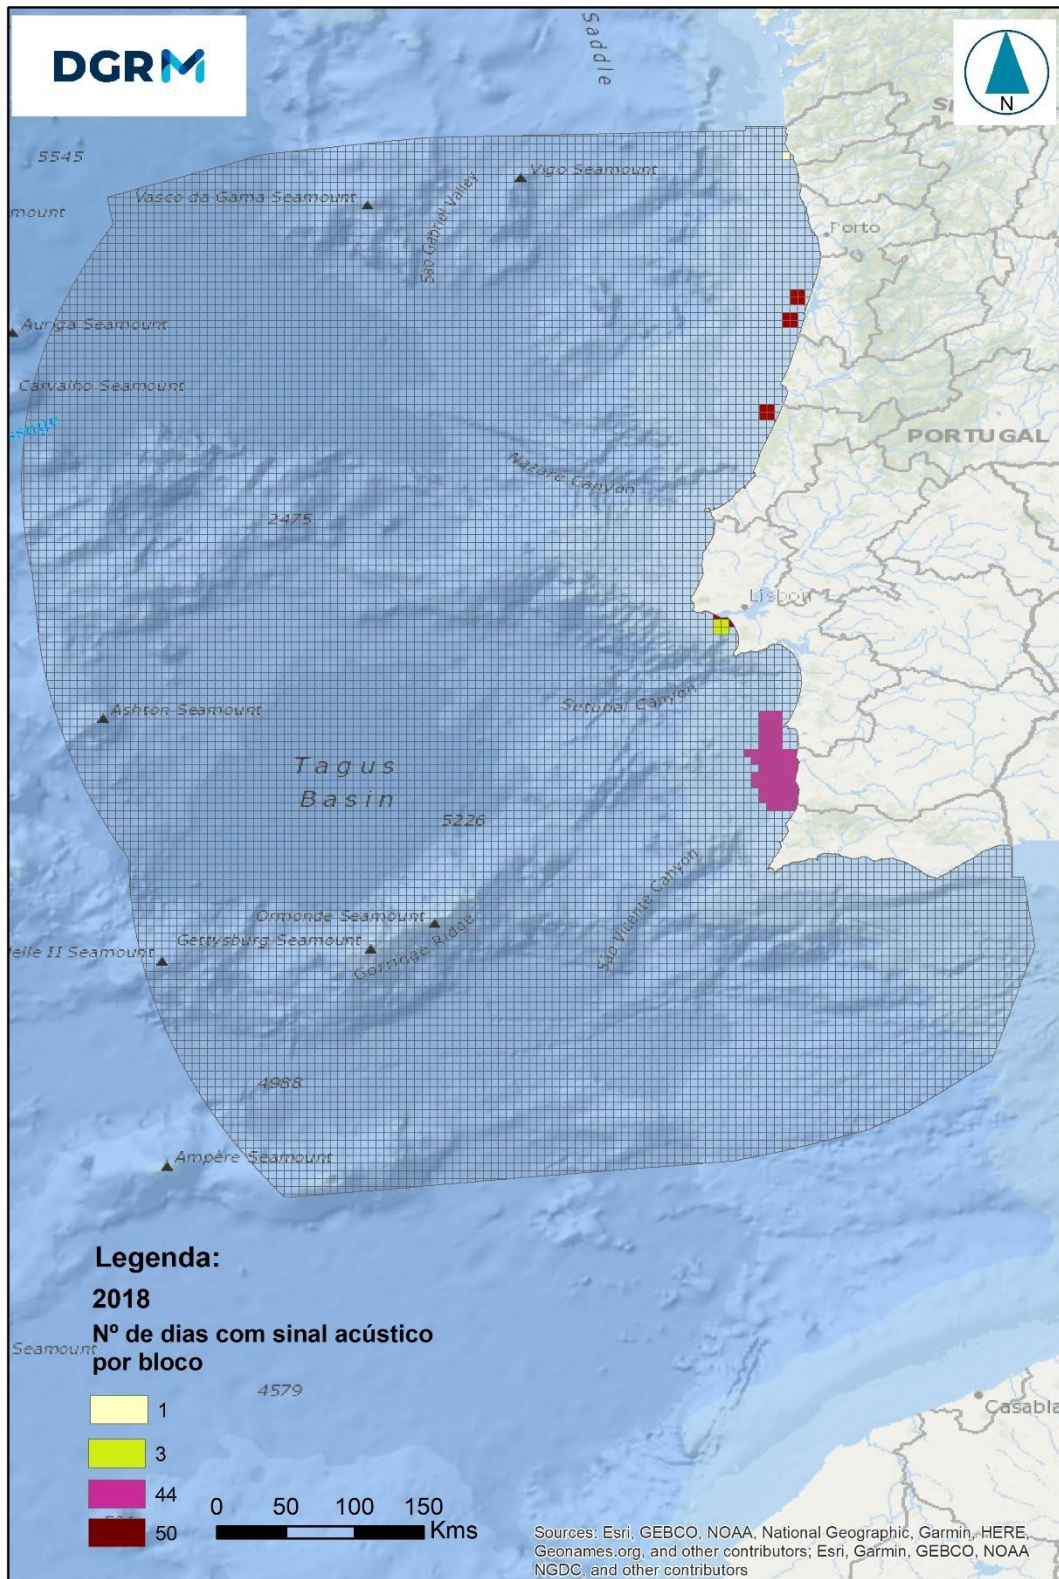 Saddle
DGRM
N
5545
Vigo Seamount
Vasco da Gama Seamount
mount
São Gabriel Valley
Porto
Auriga Seamount
Carvalho Seamount
PORTUGAL
Nazare Canyon
2475
Lisbon
Setubal Canyon
Ashton Seamount
Tagus
Basin
5226
São Vicente Canyon
Ormonde Seamount
Gettysburg Seamount
Gorringe Ridge
Seamount
4988
Ampère Seamount
Legenda:
2018
Nº de dias com sinal acústico
por bloco
Seamount
4579
Casabla
1
3
44
50
0 50 100 150
Kms
Sources: Esri, GEBCO, NOAA, National Geographic, Garmin, HERE,
Geonames.org, and other contributors; Esri, Garmin, GEBCO, NOAA
NGDC, and other contributors